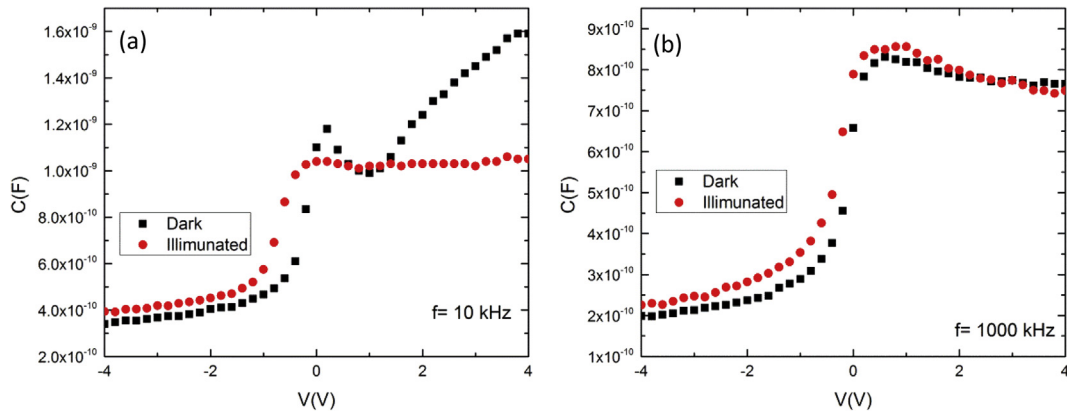 (a)
C(F)
1.6x10⁻⁹
1.4x10⁻⁹
1.2x10⁻⁹
1.0x10⁻⁹
8.0x10⁻¹⁰
6.0x10⁻¹⁰
4.0x10⁻¹⁰
2.0x10⁻¹⁰
Dark
Illimunated
f= 10 kHz
-4 -2 0 2 4
V(V)
(b)
C(F)
9x10⁻¹⁰
8x10⁻¹⁰
7x10⁻¹⁰
6x10⁻¹⁰
5x10⁻¹⁰
4x10⁻¹⁰
3x10⁻¹⁰
2x10⁻¹⁰
1x10⁻¹⁰
Dark
Illimunated
f= 1000 kHz
-4 -2 0 2 4
V(V)